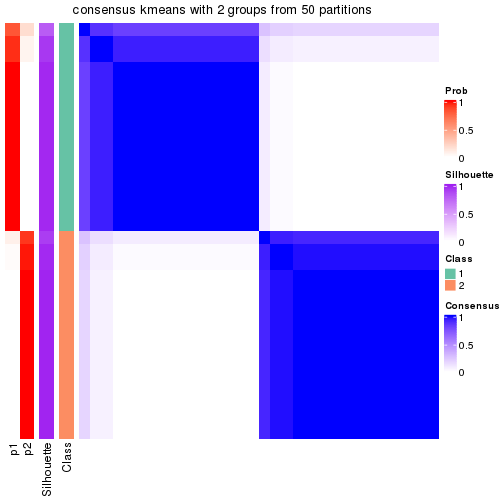 consensus kmeans with 2 groups from 50 partitions
Prob
1
0.5
0
Silhouette
1
0.5
0
Class
1
2
Consensus
1
0.5
0
p1
p2
Silhouette
Class